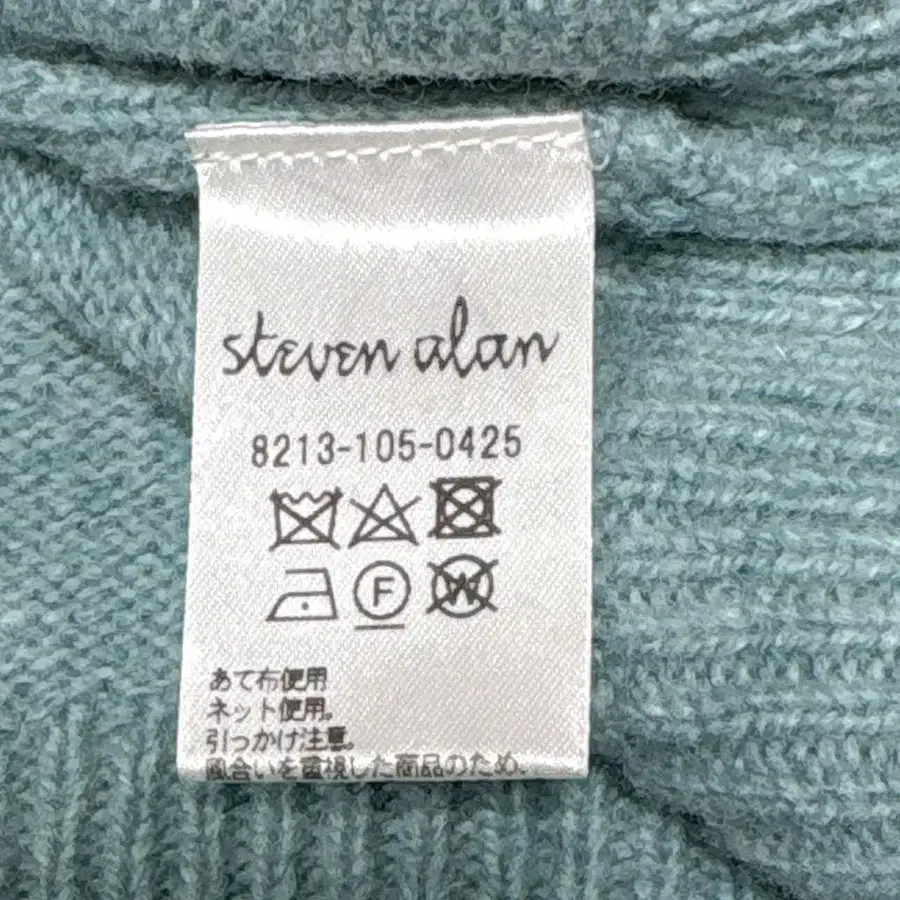 steven alan
8213-105-0425
F
W
あて布使用
ネット使用。
引っかけ注意。
風合いを重視した商品のため、